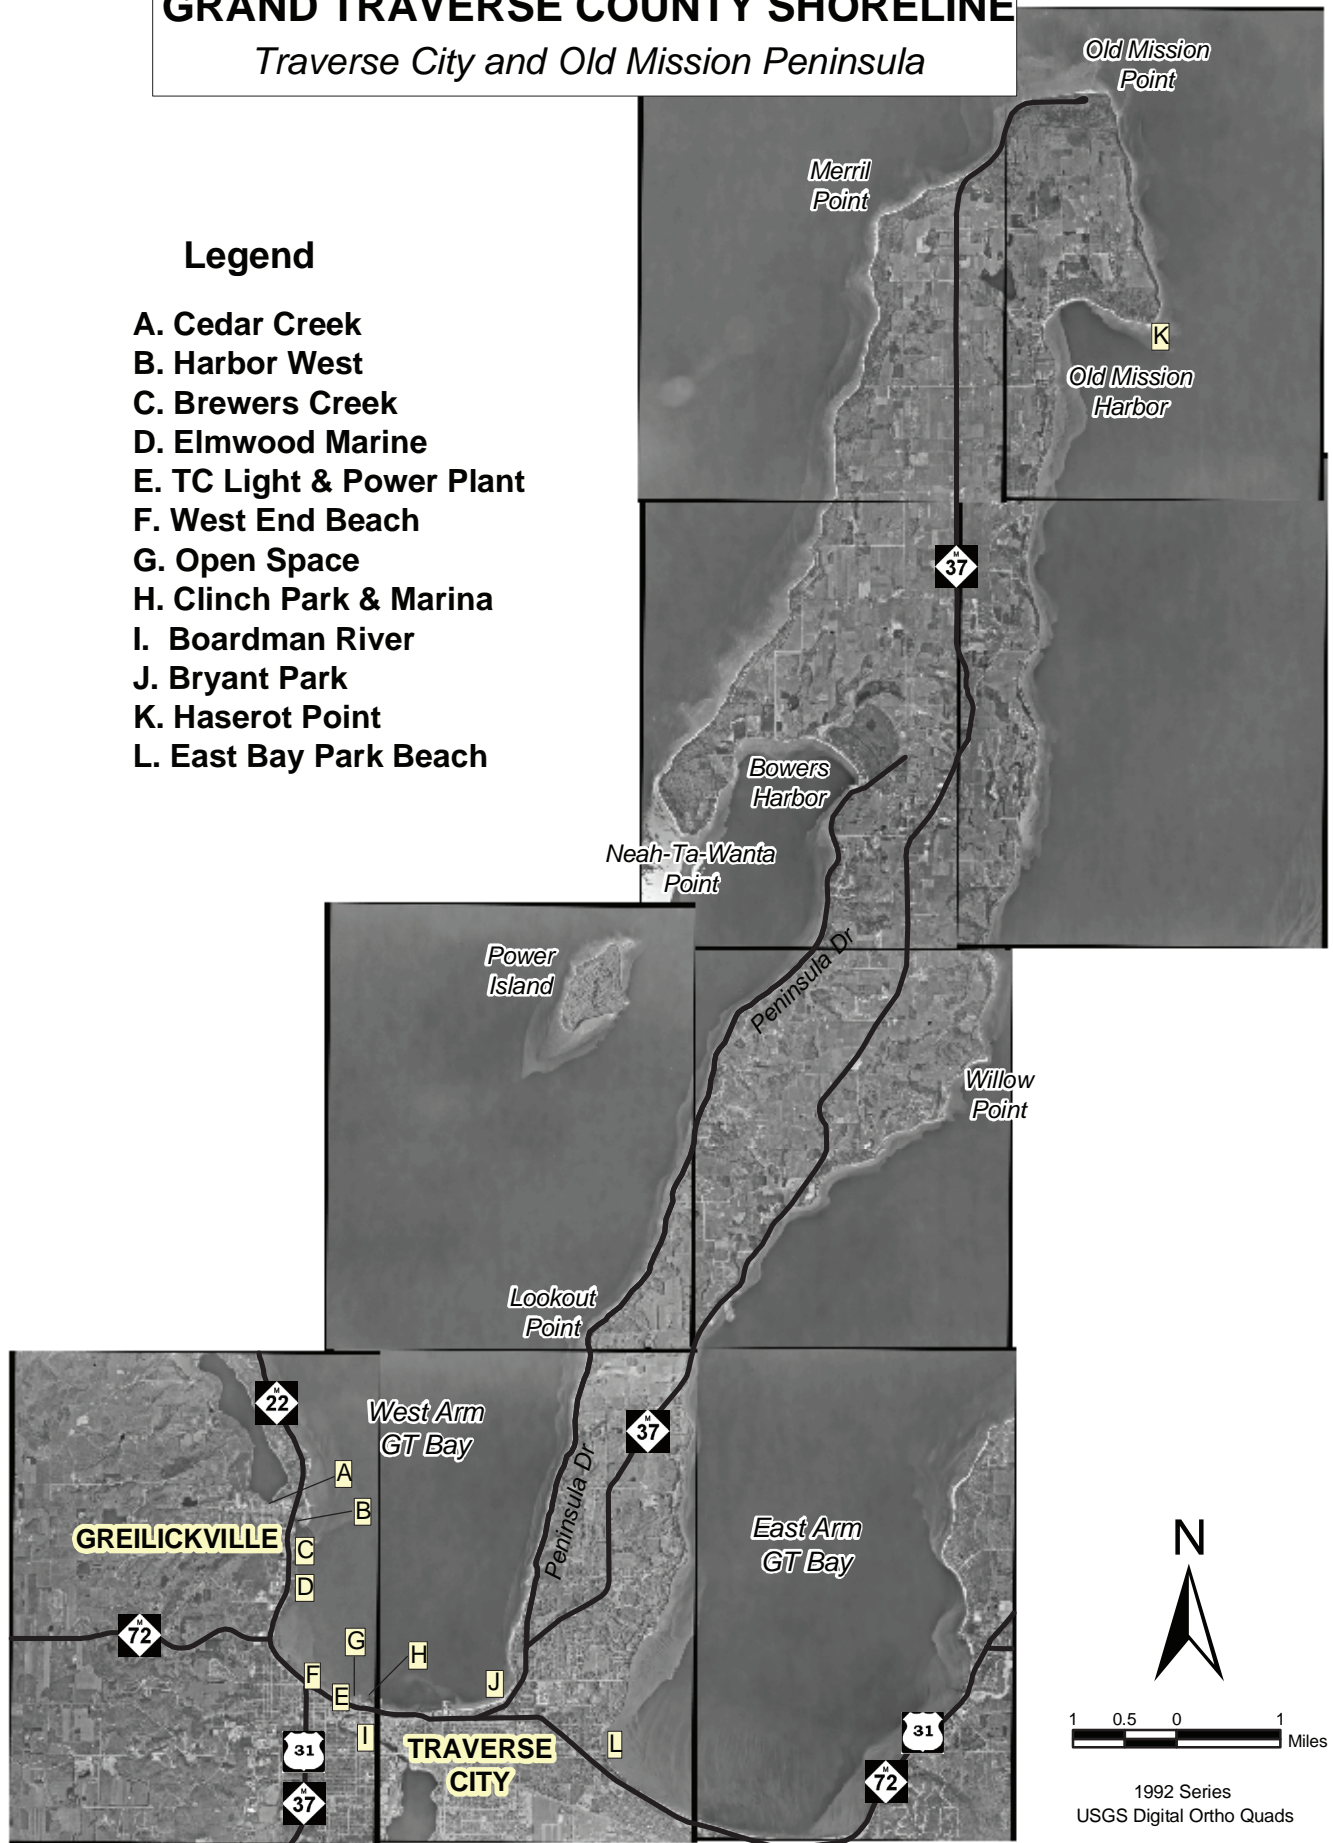 GRAND TRAVERSE COUNTY SHORELINE
Traverse City and Old Mission Peninsula
Old Mission
Point
Merril
Point
Legend
A. Cedar Creek
B. Harbor West
C. Brewers Creek
D. Elmwood Marine
E. TC Light & Power Plant
F. West End Beach
G. Open Space
H. Clinch Park & Marina
I. Boardman River
J. Bryant Park
K. Haserot Point
L. East Bay Park Beach
K
Old Mission
Harbor
M
37
Bowers
Harbor
Neah-Ta-Wanta
Point
Power
Island
Peninsula Dr
Willow
Point
Lookout
Point
M
22
West Arm
GT Bay
M
37
Peninsula Dr
A
B
GREILICKVILLE
C
D
East Arm
GT Bay
N
M
72
G
H
F
E
J
I
L
31
TRAVERSE
CITY
M
37
31
M
72
1 0.5 0 1
Miles
1992 Series
USGS Digital Ortho Quads